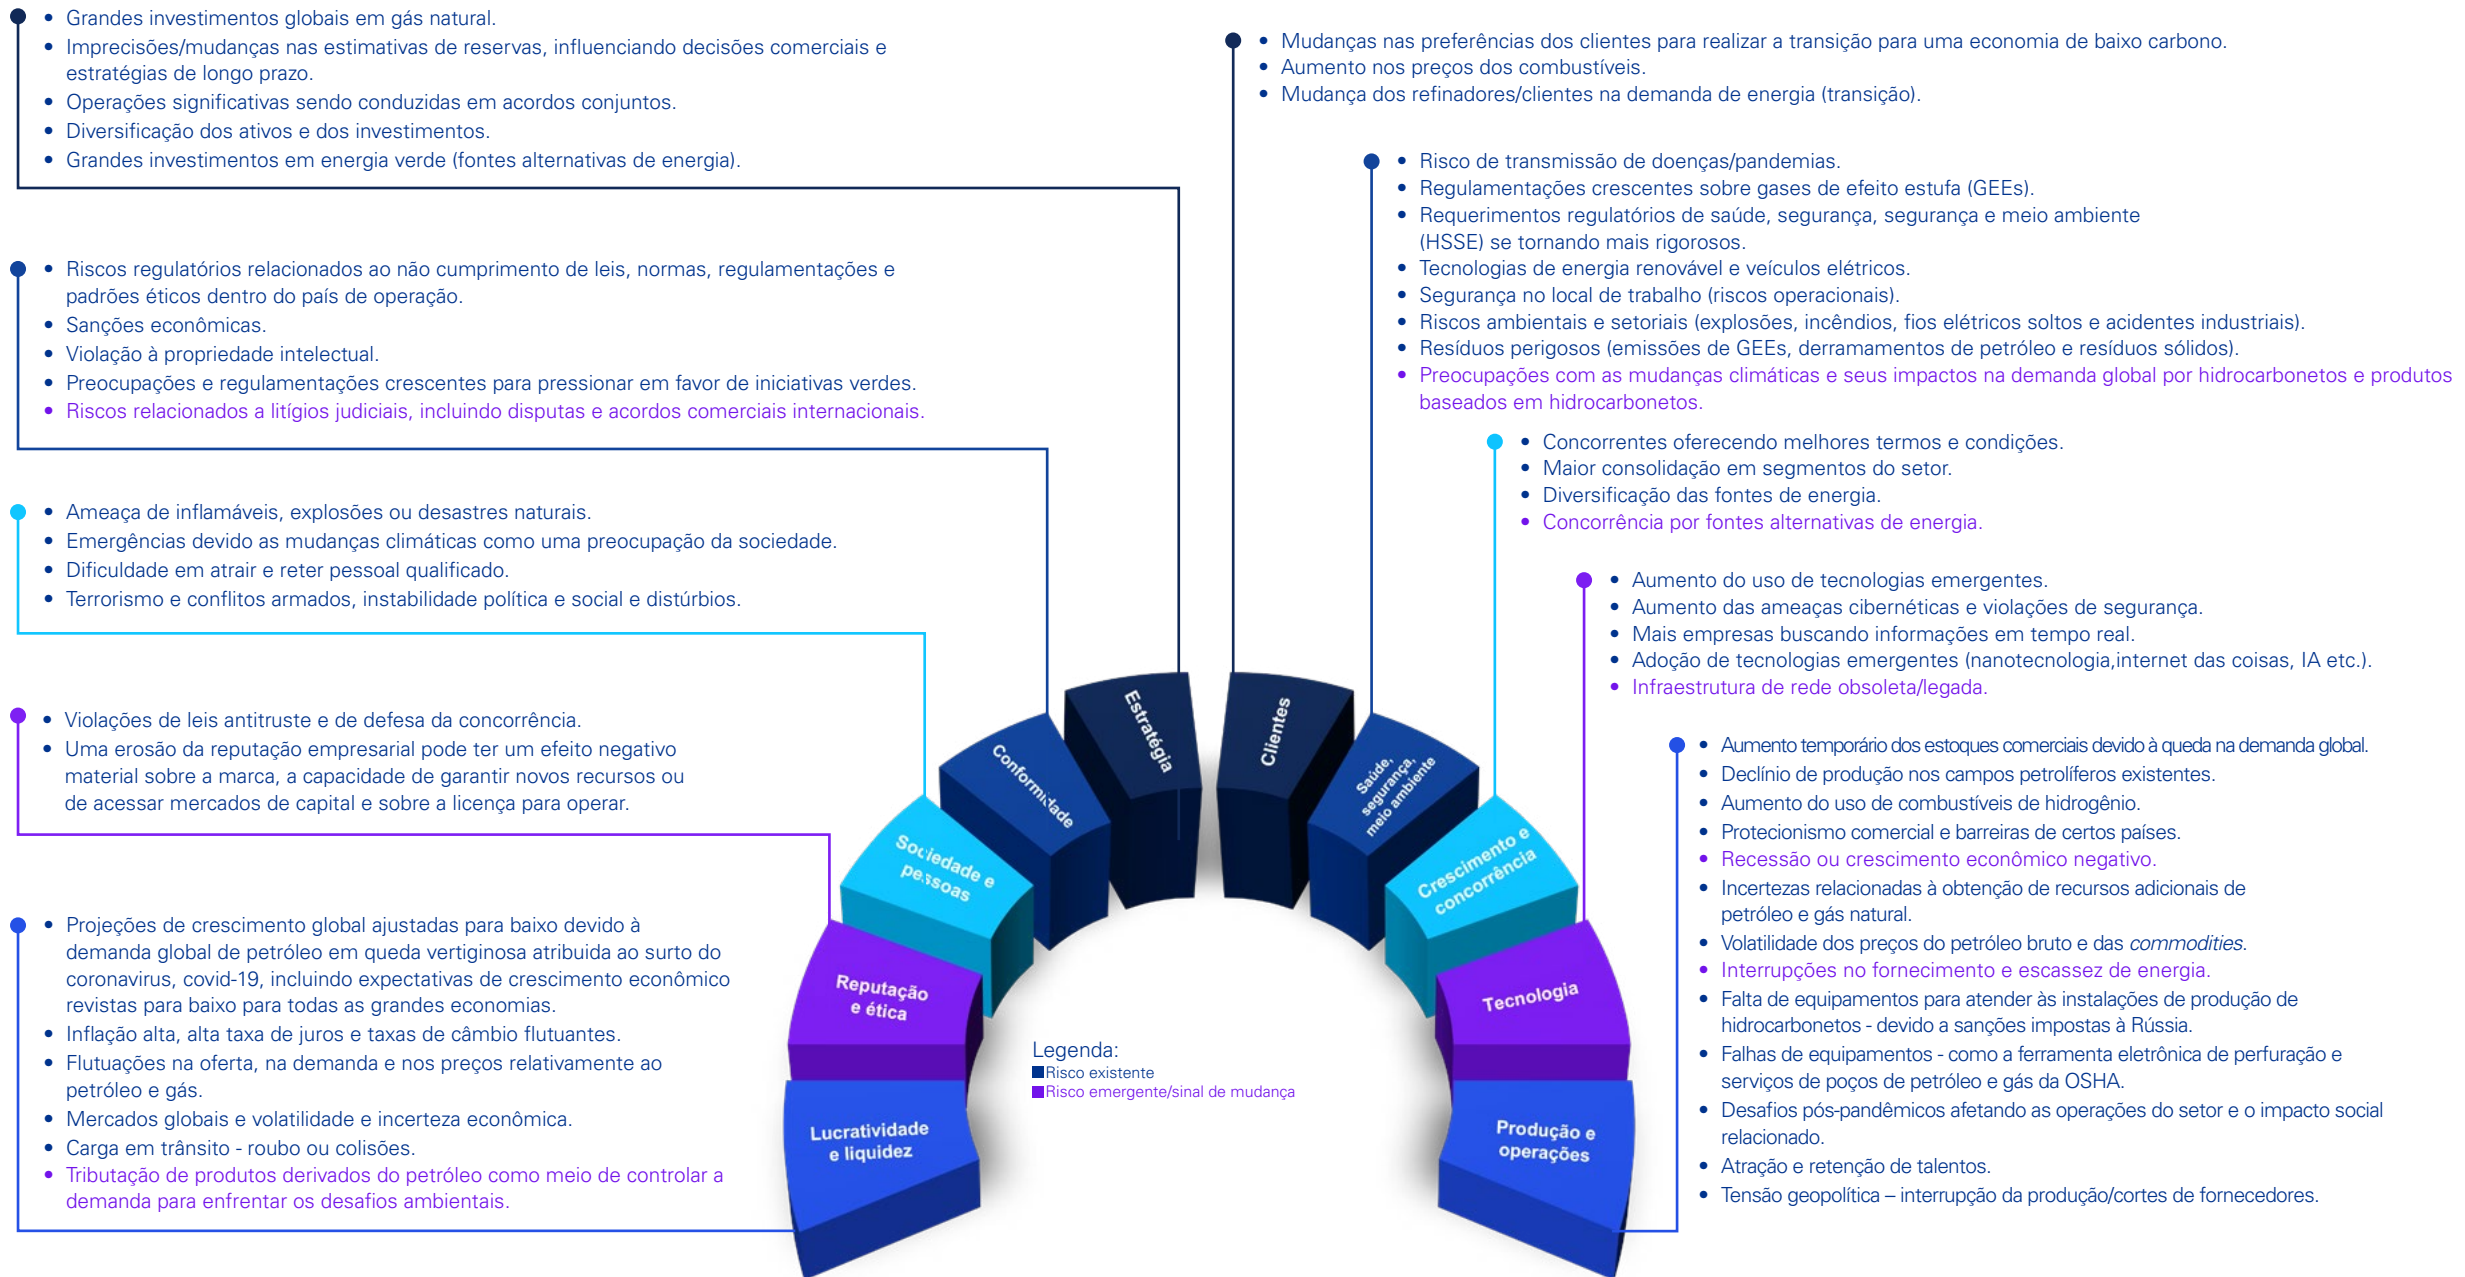 • Grandes investimentos globais em gás natural.
• Imprecisões/mudanças nas estimativas de reservas, influenciando decisões comerciais e
estratégias de longo prazo.
• Operações significativas sendo conduzidas em acordos conjuntos.
• Diversificação dos ativos e dos investimentos.
• Grandes investimentos em energia verde (fontes alternativas de energia).
• Riscos regulatórios relacionados ao não cumprimento de leis, normas, regulamentações e
padrões éticos dentro do país de operação.
• Sanções econômicas.
• Violação à propriedade intelectual.
• Preocupações e regulamentações crescentes para pressionar em favor de iniciativas verdes.
• Riscos relacionados a litígios judiciais, incluindo disputas e acordos comerciais internacionais.
• Ameaça de inflamáveis, explosões ou desastres naturais.
• Emergências devido as mudanças climáticas como uma preocupação da sociedade.
• Dificuldade em atrair e reter pessoal qualificado.
• Terrorismo e conflitos armados, instabilidade política e social e distúrbios.
• Violações de leis antitruste e de defesa da concorrência.
• Uma erosão da reputação empresarial pode ter um efeito negativo
material sobre a marca, a capacidade de garantir novos recursos ou
de acessar mercados de capital e sobre a licença para operar.
• Projeções de crescimento global ajustadas para baixo devido à
demanda global de petróleo em queda vertiginosa atribuida ao surto do
coronavirus, covid-19, incluindo expectativas de crescimento econômico
revistas para baixo para todas as grandes economias.
• Inflação alta, alta taxa de juros e taxas de câmbio flutuantes.
• Flutuações na oferta, na demanda e nos preços relativamente ao
petróleo e gás.
• Mercados globais e volatilidade e incerteza econômica.
• Carga em trânsito - roubo ou colisões.
• Tributação de produtos derivados do petróleo como meio de controlar a
demanda para enfrentar os desafios ambientais.
• Mudanças nas preferências dos clientes para realizar a transição para uma economia de baixo carbono.
• Aumento nos preços dos combustíveis.
• Mudança dos refinadores/clientes na demanda de energia (transição).
• Risco de transmissão de doenças/pandemias.
• Regulamentações crescentes sobre gases de efeito estufa (GEEs).
• Requerimentos regulatórios de saúde, segurança, segurança e meio ambiente
(HSSE) se tornando mais rigorosos.
• Tecnologias de energia renovável e veículos elétricos.
• Segurança no local de trabalho (riscos operacionais).
• Riscos ambientais e setoriais (explosões, incêndios, fios elétricos soltos e acidentes industriais).
• Resíduos perigosos (emissões de GEEs, derramamentos de petróleo e resíduos sólidos).
• Preocupações com as mudanças climáticas e seus impactos na demanda global por hidrocarbonetos e produtos
baseados em hidrocarbonetos.
• Concorrentes oferecendo melhores termos e condições.
• Maior consolidação em segmentos do setor.
• Diversificação das fontes de energia.
• Concorrência por fontes alternativas de energia.
• Aumento do uso de tecnologias emergentes.
• Aumento das ameaças cibernéticas e violações de segurança.
• Mais empresas buscando informações em tempo real.
• Adoção de tecnologias emergentes (nanotecnologia,internet das coisas, IA etc.).
• Infraestrutura de rede obsoleta/legada.
• Aumento temporário dos estoques comerciais devido à queda na demanda global.
• Declínio de produção nos campos petrolíferos existentes.
• Aumento do uso de combustíveis de hidrogênio.
• Protecionismo comercial e barreiras de certos países.
• Recessão ou crescimento econômico negativo.
• Incertezas relacionadas à obtenção de recursos adicionais de
petróleo e gás natural.
• Volatilidade dos preços do petróleo bruto e das commodities.
• Interrupções no fornecimento e escassez de energia.
• Falta de equipamentos para atender às instalações de produção de
hidrocarbonetos - devido a sanções impostas à Rússia.
• Falhas de equipamentos - como a ferramenta eletrônica de perfuração e
serviços de poços de petróleo e gás da OSHA.
• Desafios pós-pandêmicos afetando as operações do setor e o impacto social
relacionado.
• Atração e retenção de talentos.
• Tensão geopolítica – interrupção da produção/cortes de fornecedores.
Lucratividade
e liquidez
Reputação
e ética
Sociedade e
pessoas
Conformidade
Estratégia
Clientes
Saúde,
segurança,
meio ambiente
Crescimento e
concorrência
Tecnologia
Produção e
operações
Legenda:
Risco existente
Risco emergente/sinal de mudança